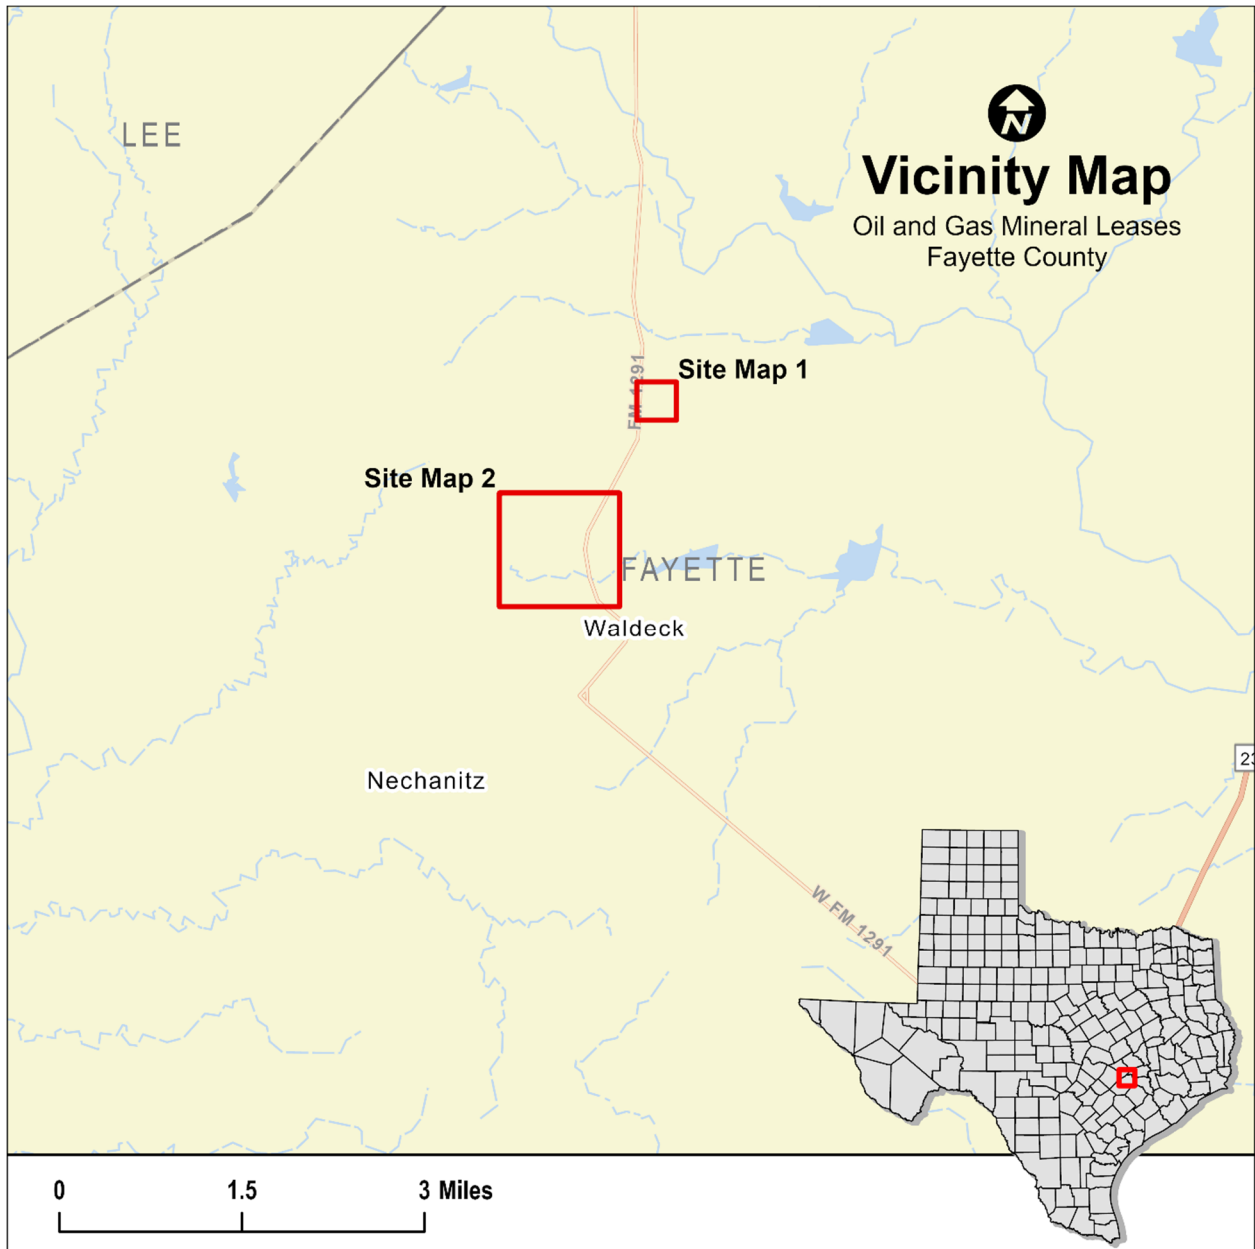 LEE
N
Vicinity Map
Oil and Gas Mineral Leases
Fayette County
FM 1291
Site Map 1
Site Map 2
FAYETTE
Waldeck
Nechanitz
23
W FM 1291
0 1.5 3 Miles